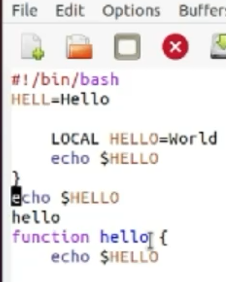 File Edit Options Buffers
#!/bin/bash
HELL=Hello
LOCAL HELLO=World
echo $HELLO
}
echo $HELLO
hello
function hello {
echo $HELLO